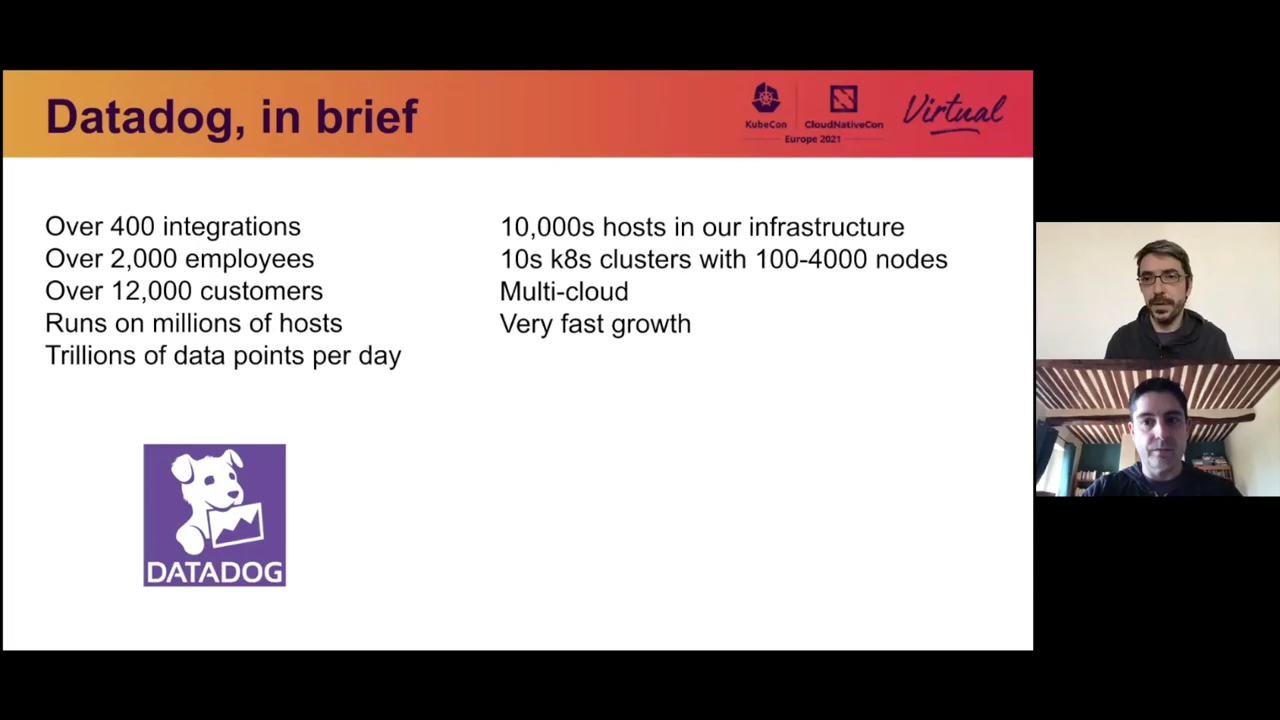 Datadog, in brief
KubeCon
CloudNativeCon
Europe 2021
Virtual
Over 400 integrations
Over 2,000 employees
Over 12,000 customers
Runs on millions of hosts
Trillions of data points per day
10,000s hosts in our infrastructure
10s k8s clusters with 100-4000 nodes
Multi-cloud
Very fast growth
DATADOG